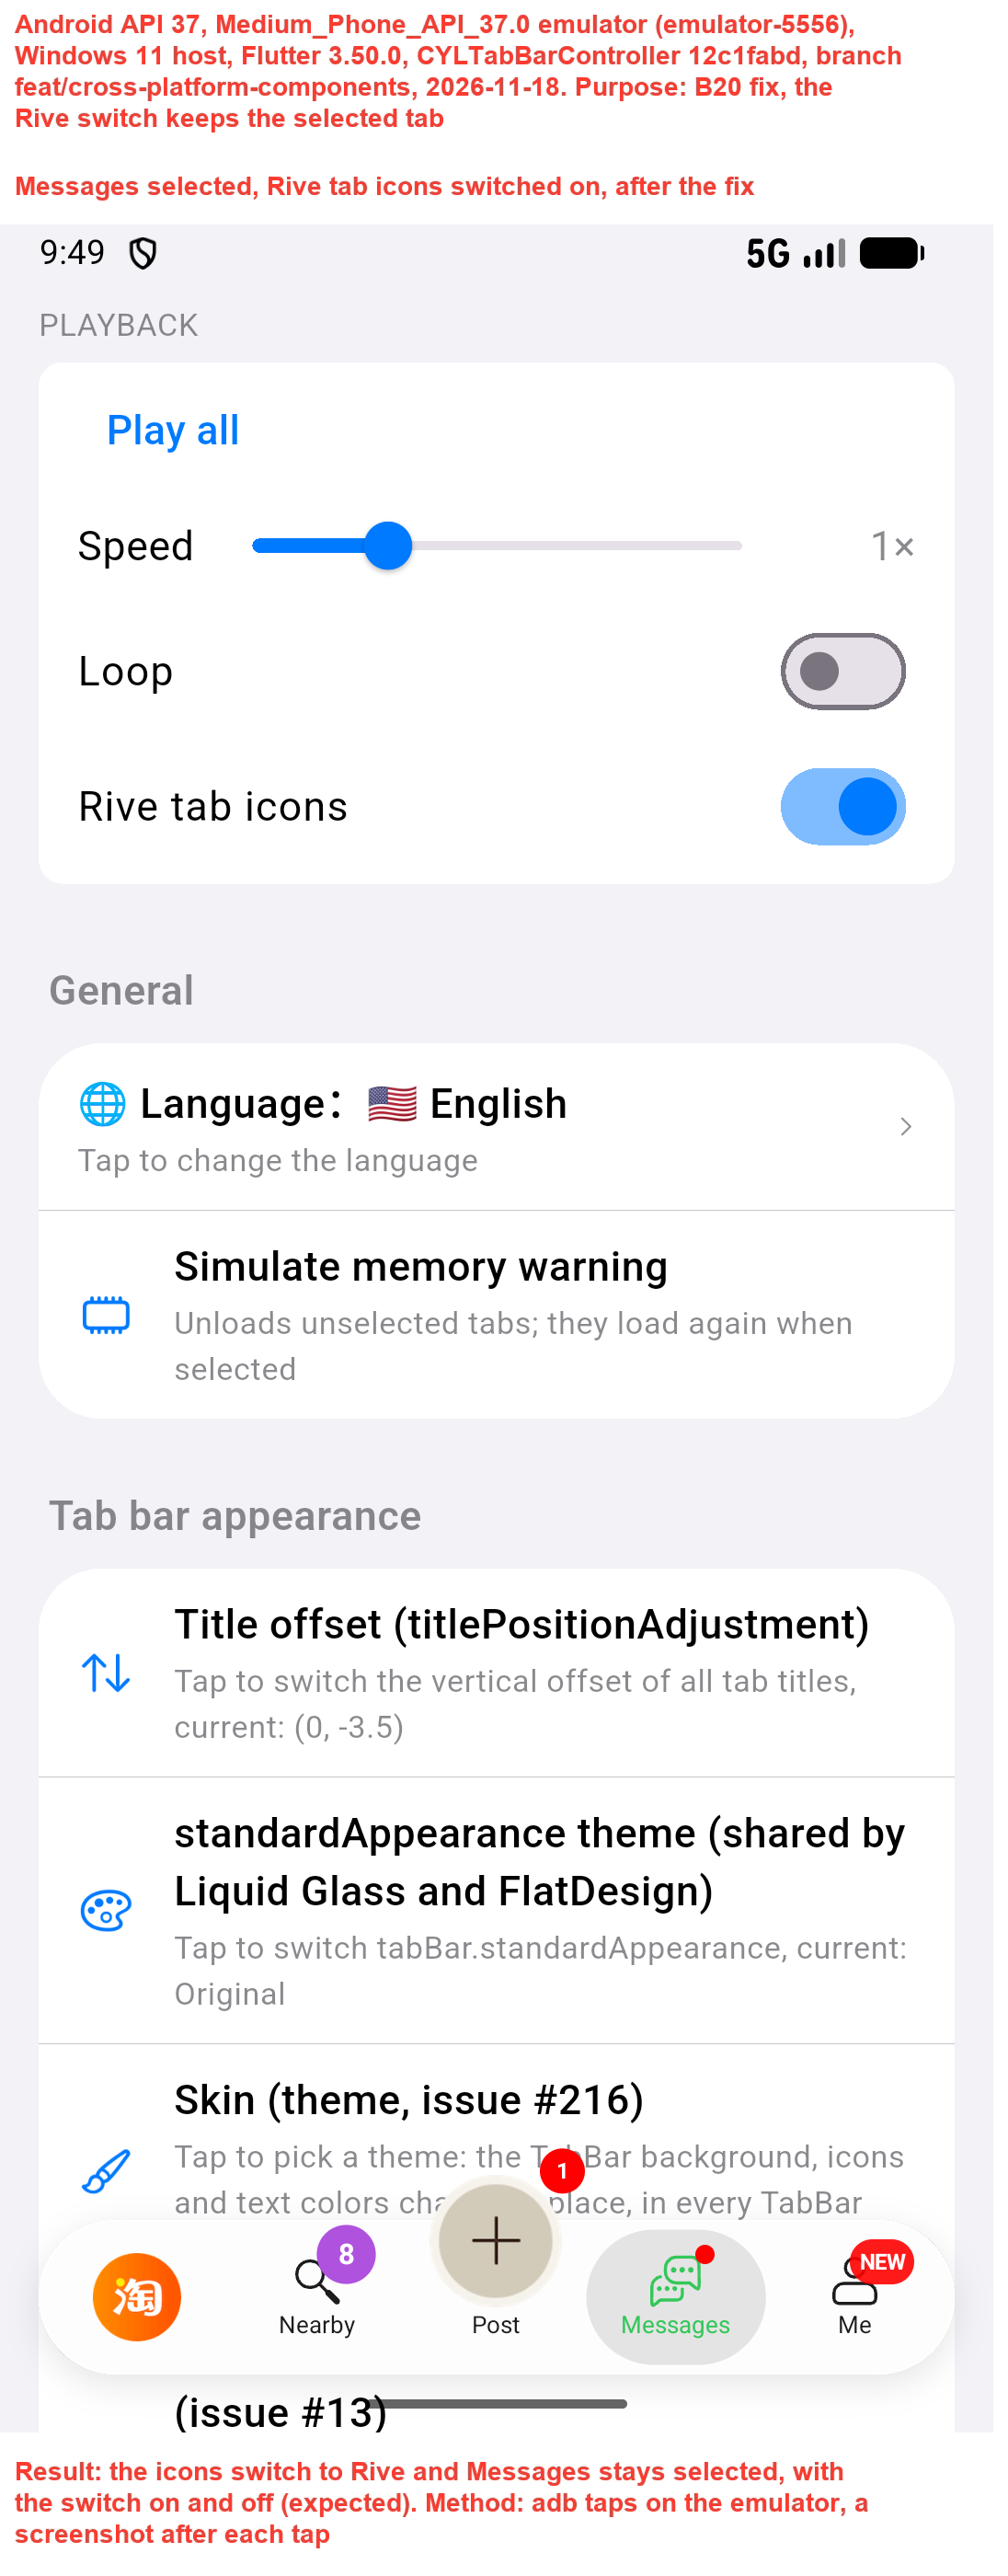 Android API 37, Medium_Phone_API_37.0 emulator (emulator-5556),
Windows 11 host, Flutter 3.50.0, CYLTabBarController 12c1fabd, branch
feat/cross-platform-components, 2026-11-18. Purpose: B20 fix, the
Rive switch keeps the selected tab
Messages selected, Rive tab icons switched on, after the fix
9:49
5G
PLAYBACK
Play all
Speed
1×
Loop
Rive tab icons
General
🌐 Language：🇺🇸 English
Tap to change the language
Simulate memory warning
Unloads unselected tabs; they load again when
selected
Tab bar appearance
Title offset (titlePositionAdjustment)
Tap to switch the vertical offset of all tab titles,
current: (0, -3.5)
standardAppearance theme (shared by
Liquid Glass and FlatDesign)
Tap to switch tabBar.standardAppearance, current:
Original
Skin (theme, issue #216)
Tap to pick a theme: the TabBar background, icons
and text colors cha place, in every TabBar
1
8
NEW
淘
Nearby
Post
Messages
Me
(issue #13)
Result: the icons switch to Rive and Messages stays selected, with
the switch on and off (expected). Method: adb taps on the emulator, a
screenshot after each tap